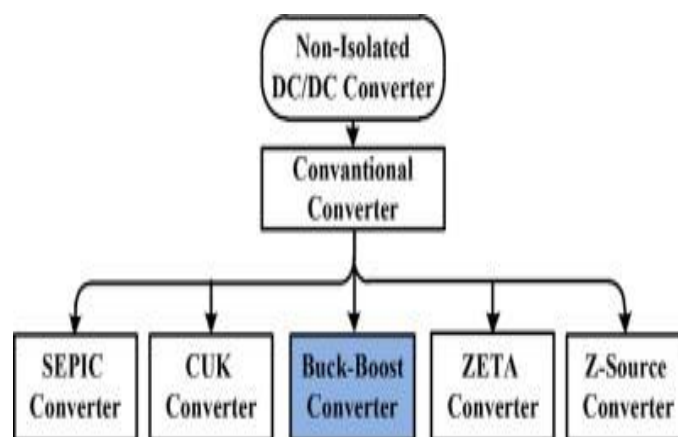 Non-Isolated
DC/DC Converter
Convantional
Converter
SEPIC
Converter
CUK
Converter
Buck-Boost
Converter
ZETA
Converter
Z-Source
Converter